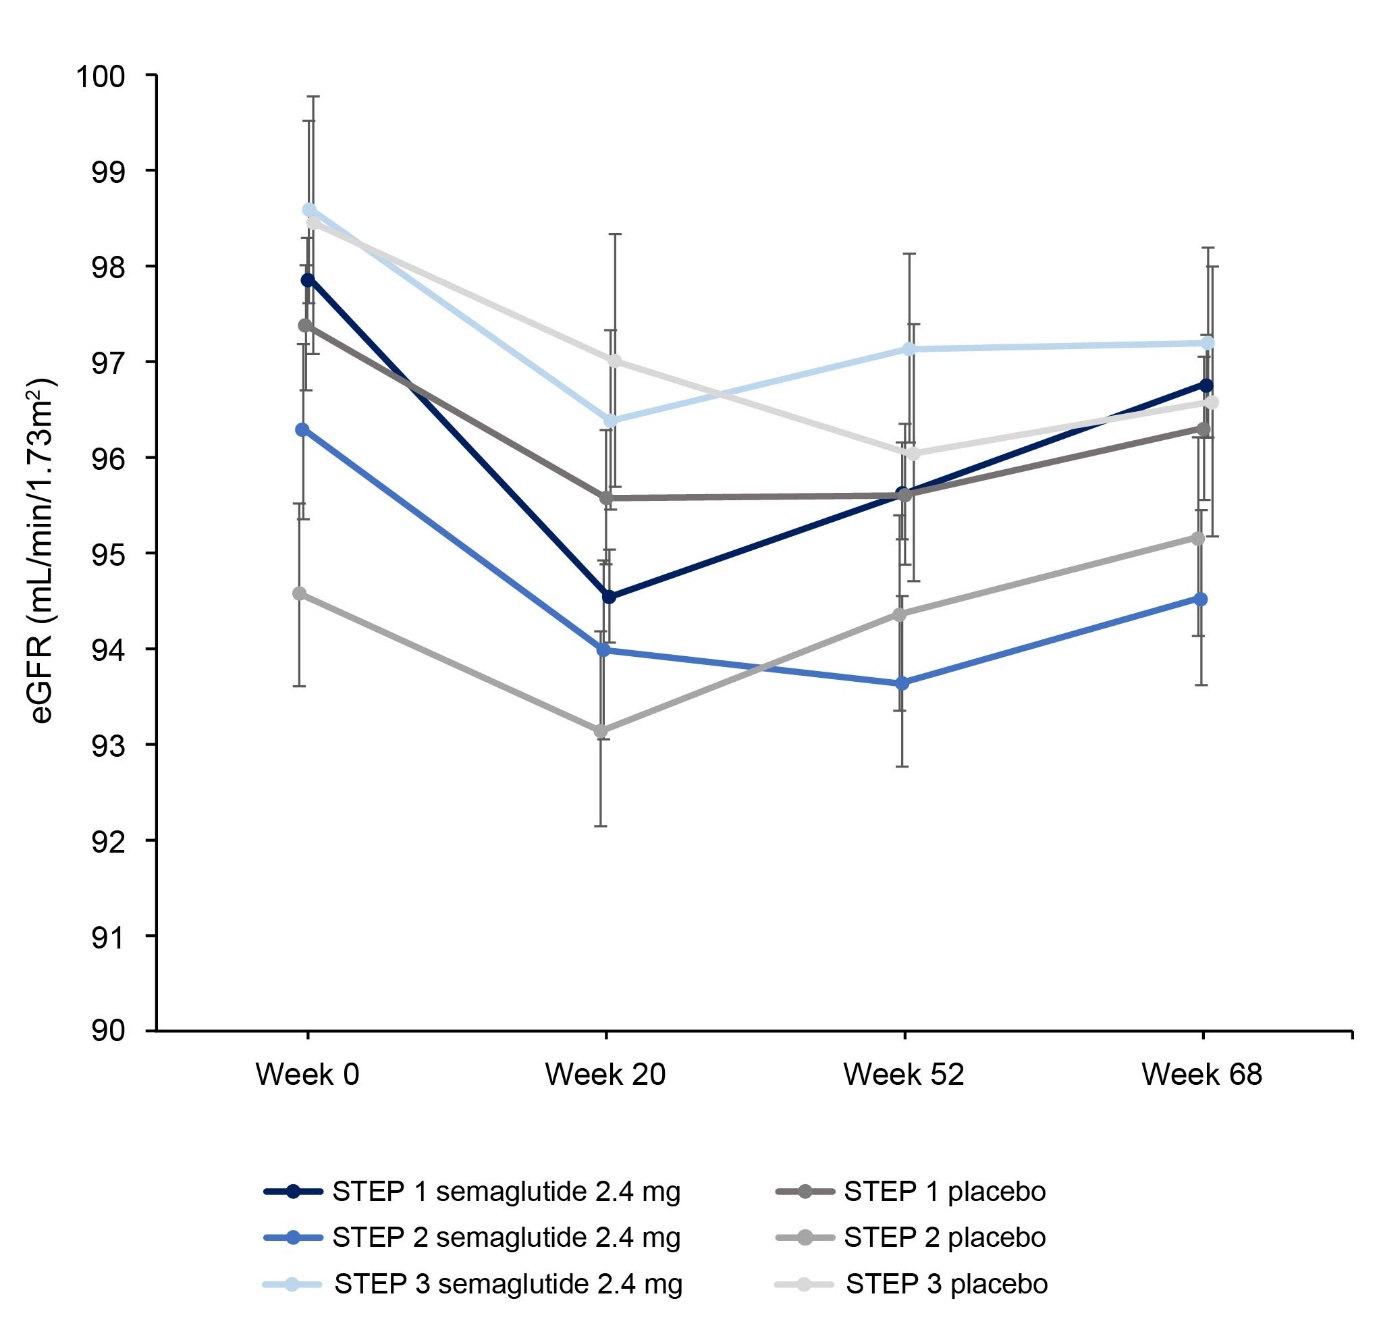 100
99
98
97
96
95
94
93
92
91
90
eGFR (mL/min/1.73m²)
Week 0 Week 20 Week 52 Week 68
STEP 1 semaglutide 2.4 mg STEP 1 placebo
STEP 2 semaglutide 2.4 mg STEP 2 placebo
STEP 3 semaglutide 2.4 mg STEP 3 placebo